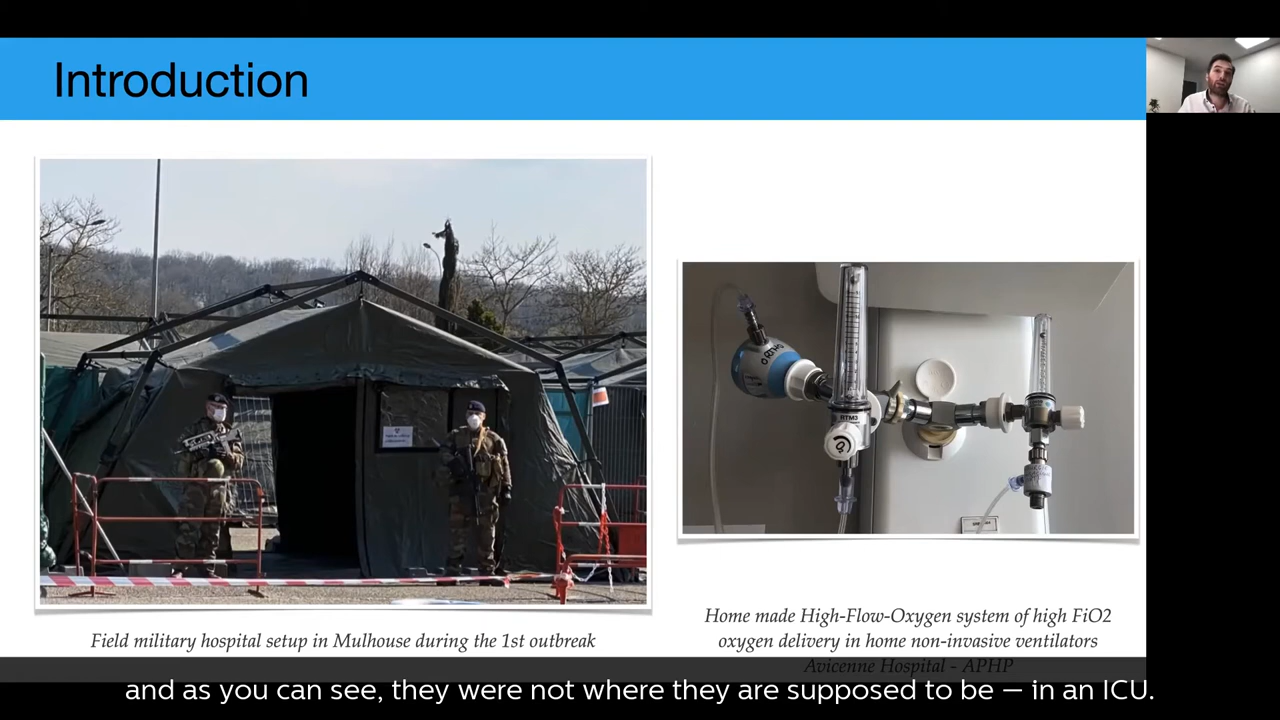 Introduction
RTM3
Field military hospital setup in Mulhouse during the 1st outbreak
Home made High-Flow-Oxygen system of high FiO2
oxygen delivery in home non-invasive ventilators
Avicenne Hospital - APHP
and as you can see, they were not where they are supposed to be — in an ICU.